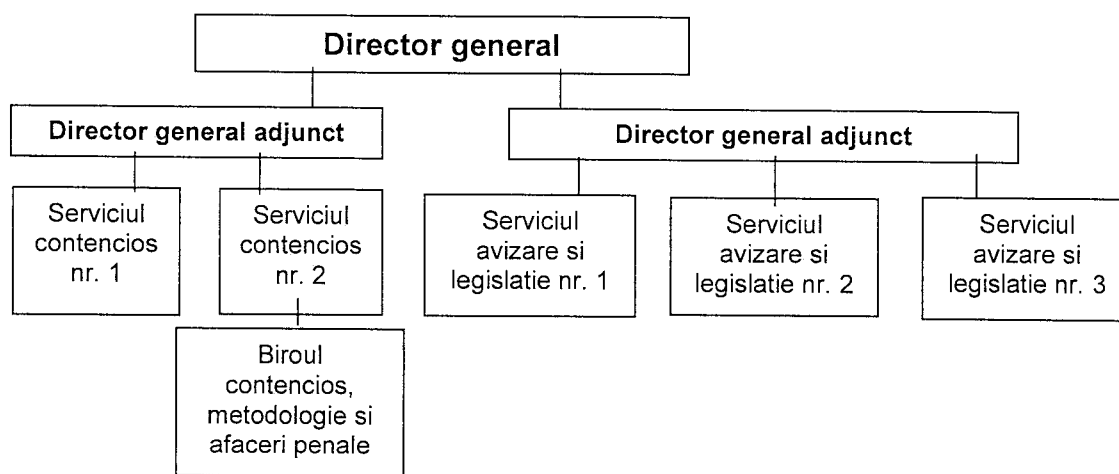 Director general
Director general adjunct
Director general adjunct
Serviciul
contencios
nr. 1
Serviciul
contencios
nr. 2
Serviciul
avizare si
legislatie nr. 1
Serviciul
avizare si
legislatie nr. 2
Serviciul
avizare si
legislatie nr. 3
Biroul
contencios,
metodologie si
afaceri penale